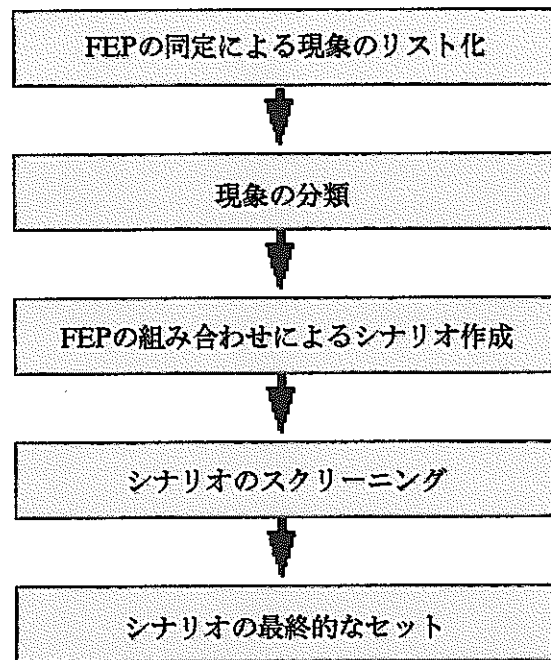 FEPの同定による現象のリスト化
現象の分類
FEPの組み合わせによるシナリオ作成
シナリオのスクリーニング
シナリオの最終的なセット